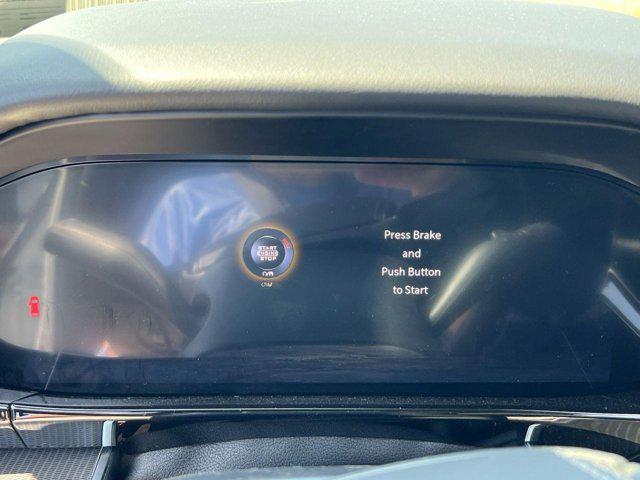 START
ENGINE
STOP
Press Brake
and
Push Button
to Start